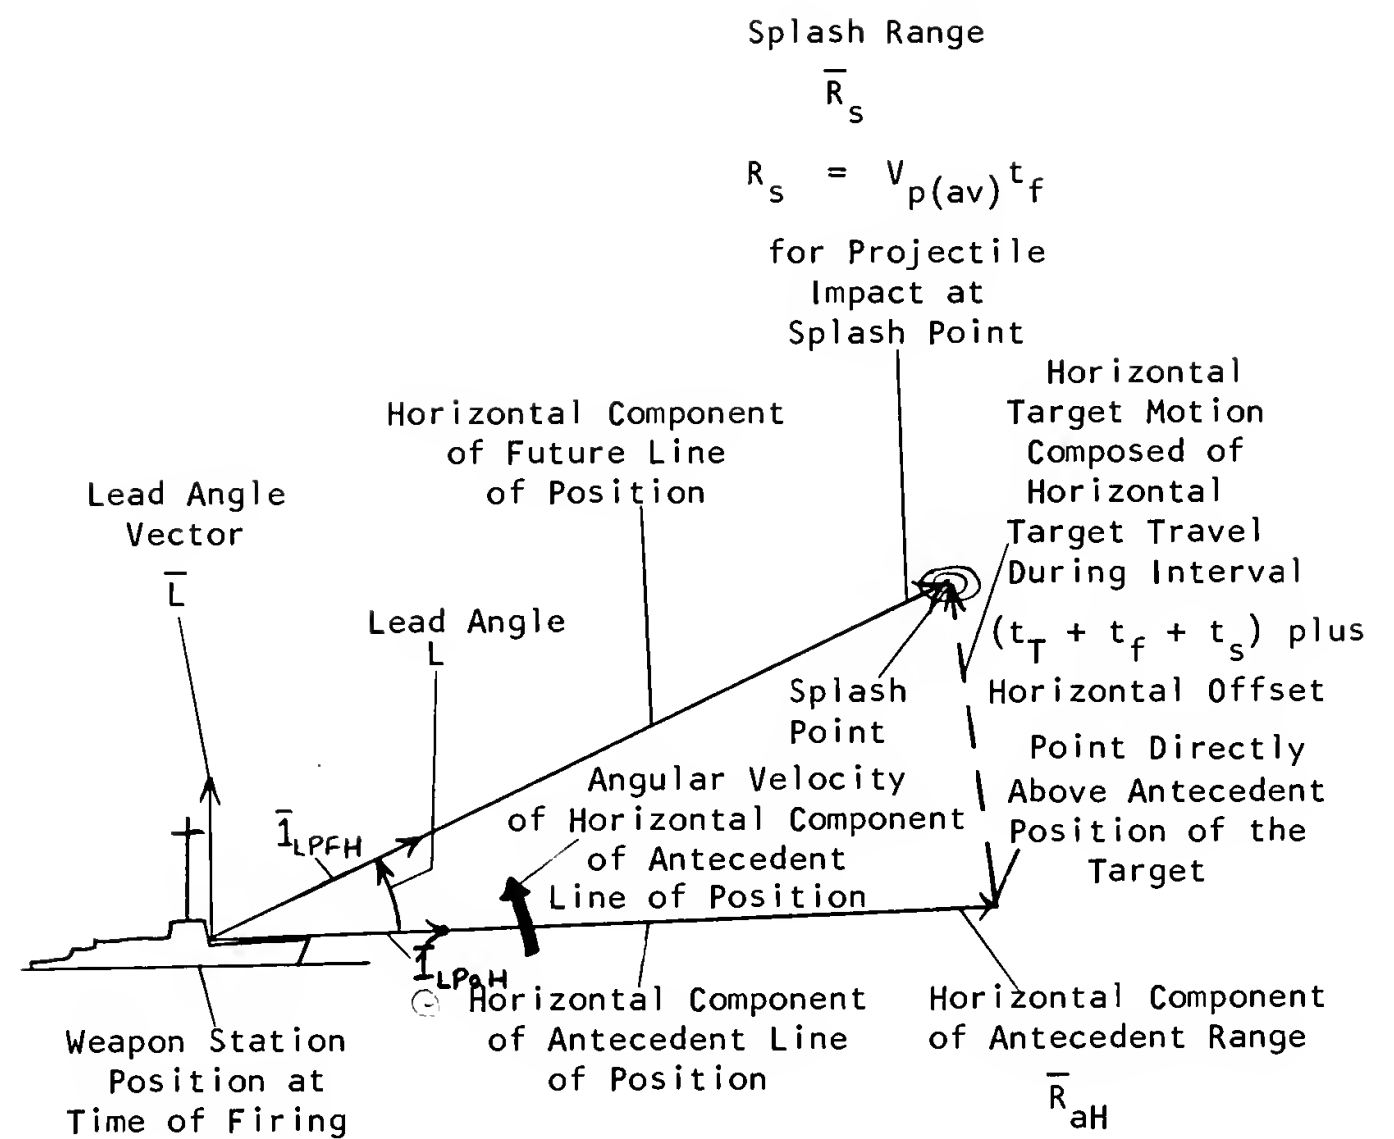 Splash Range
R̅s
Rs = Vp(av)tf
for Projectile
Impact at
Splash Point
Horizontal
Target Motion
Composed of
Horizontal
Target Travel
During Interval
(tT + tf + ts) plus
Horizontal Offset
Horizontal Component
of Future Line
of Position
Lead Angle
Vector
L̅
Lead Angle
L
Splash
Point
Point Directly
Above Antecedent
Position of the
Target
Angular Velocity
of Horizontal Component
of Antecedent
Line of Position
1̅LPFH
1̅LPaH
Horizontal Component
of Antecedent Line
of Position
Horizontal Component
of Antecedent Range
R̅aH
Weapon Station
Position at
Time of Firing